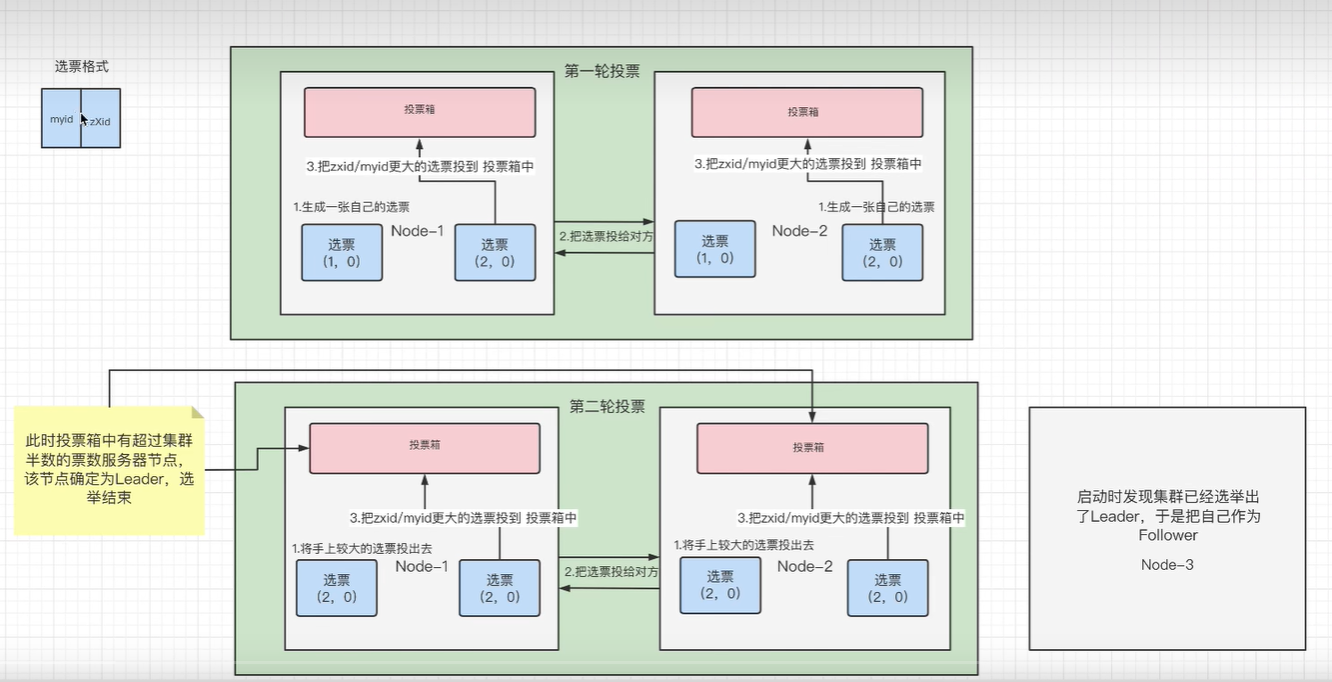 选票格式
myid
zXid
第一轮投票
投票箱
3.把zxid/myid更大的选票投到 投票箱中
1.生成一张自己的选票
Node-1
选票
(1, 0)
选票
(2, 0)
2.把选票投给对方
投票箱
3.把zxid/myid更大的选票投到 投票箱中
1.生成一张自己的选票
Node-2
选票
(1, 0)
选票
(2, 0)
此时投票箱中有超过集群
半数的票数服务器节点,
该节点确定为Leader, 选
举结束
第二轮投票
投票箱
3.把zxid/myid更大的选票投到 投票箱中
1.将手上较大的选票投出去
Node-1
选票
(2, 0)
选票
(2, 0)
2.把选票投给对方
投票箱
3.把zxid/myid更大的选票投到 投票箱中
1.将手上较大的选票投出去
Node-2
选票
(2, 0)
选票
(2, 0)
启动时发现集群已经选举出
了Leader, 于是把自己作为
Follower
Node-3